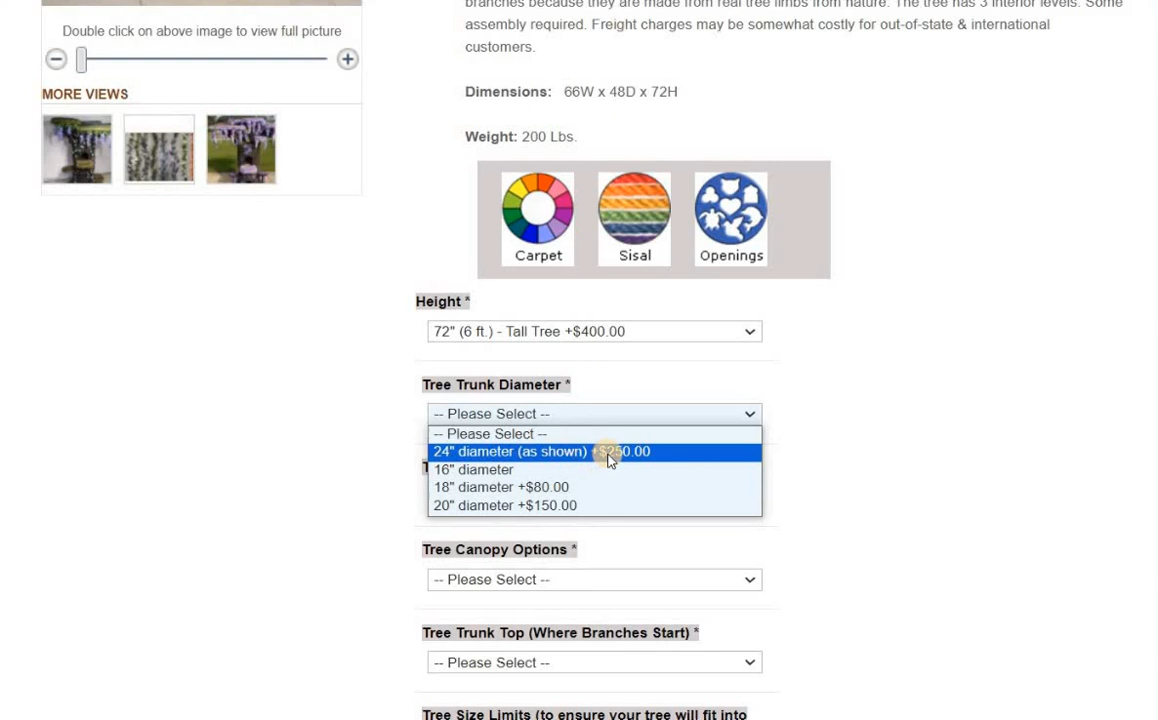 branches because they are made from real tree limbs from nature. The tree has 3 interior levels. Some
assembly required. Freight charges may be somewhat costly for out-of-state & international
customers.
Double click on above image to view full picture
MORE VIEWS
Dimensions: 66W x 48D x 72H
Weight: 200 Lbs.
Carpet
Sisal
Openings
Height *
72" (6 ft.) - Tall Tree +$400.00
Tree Trunk Diameter *
-- Please Select --
-- Please Select --
24" diameter (as shown) +$250.00
16" diameter
18" diameter +$80.00
20" diameter +$150.00
Tree Canopy Options *
-- Please Select --
Tree Trunk Top (Where Branches Start) *
-- Please Select --
Tree Size Limits (to ensure your tree will fit into